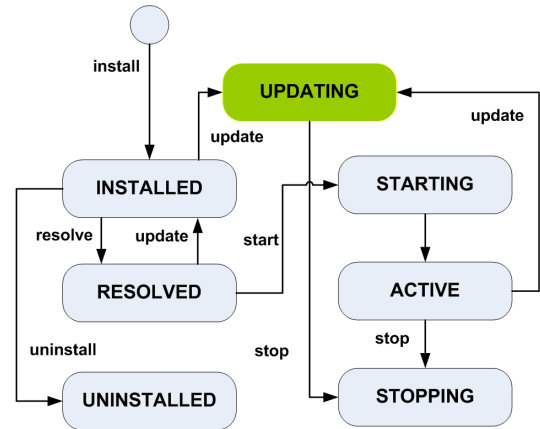 install
UPDATING
update
update
INSTALLED
STARTING
resolve
update
start
RESOLVED
ACTIVE
uninstall
stop
stop
UNINSTALLED
STOPPING